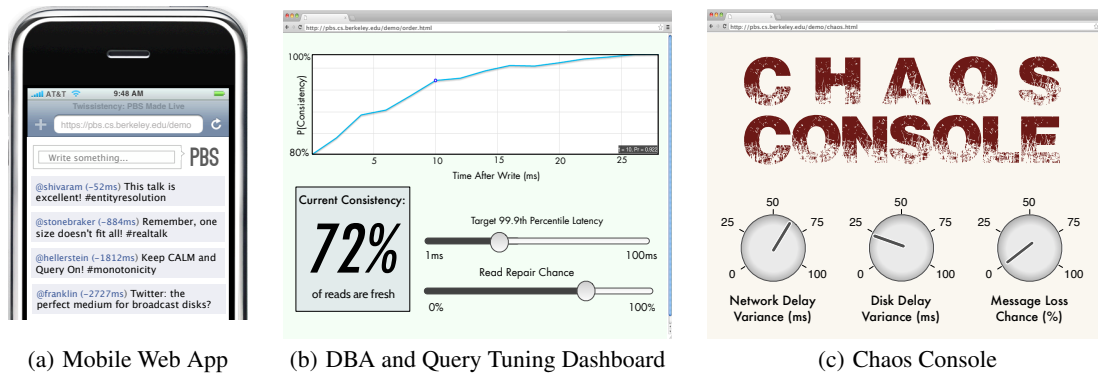 AT&T 9:48 AM
Twissistency: PBS Made Live
+ https://pbs.cs.berkeley.edu/demo
Write something... PBS
@shivaram (-52ms) This talk is
excellent! #entityresolution
@stonebraker (-884ms) Remember, one
size doesn't fit all! #realtalk
@hellerstein (-1812ms) Keep CALM and
Query On! #monotonicity
@franklin (-2727ms) Twitter: the
perfect medium for broadcast disks?
(a) Mobile Web App
http://pbs.cs.berkeley.edu/demo/order.html
100%
P(Consistency)
80%
5 10 15 20 25
t = 10, Pr = 0.922
Time After Write (ms)
Current Consistency:
72%
of reads are fresh
Target 99.9th Percentile Latency
1ms 100ms
Read Repair Chance
0% 100%
(b) DBA and Query Tuning Dashboard
http://pbs.cs.berkeley.edu/demo/chaos.html
CHAOS
CONSOLE
0 25 50 75 100
Network Delay
Variance (ms)
0 25 50 75 100
Disk Delay
Variance (ms)
0 25 50 75 100
Message Loss
Chance (%)
(c) Chaos Console